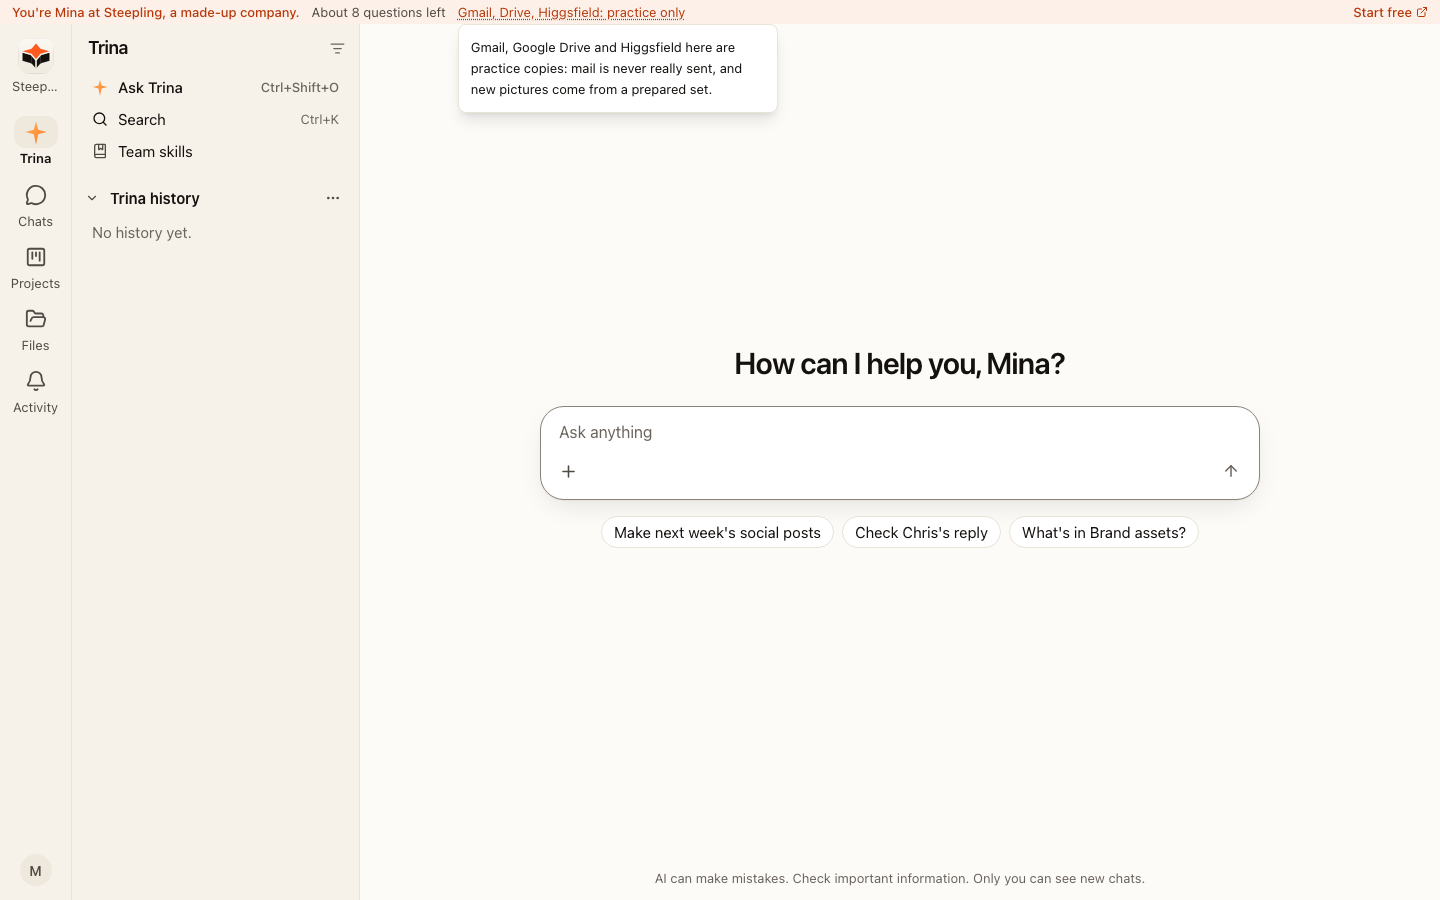 You're Mina at Steepling, a made-up company. About 8 questions left Gmail, Drive, Higgsfield: practice only Start free
Gmail, Google Drive and Higgsfield here are
practice copies: mail is never really sent, and
new pictures come from a prepared set.
Steep...
Trina
Chats
Projects
Files
Activity
M
Trina
Ask Trina Ctrl+Shift+O
Search Ctrl+K
Team skills
Trina history
No history yet.
How can I help you, Mina?
Ask anything
Make next week's social posts Check Chris's reply What's in Brand assets?
AI can make mistakes. Check important information. Only you can see new chats.